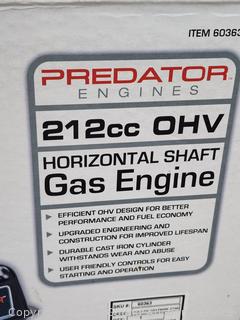 ITEM 60363
PREDATOR
ENGINES
212cc OHV
HORIZONTAL SHAFT
Gas Engine
EFFICIENT OHV DESIGN FOR BETTER
PERFORMANCE AND FUEL ECONOMY
UPGRADED ENGINEERING AND
CONSTRUCTION FOR IMPROVED LIFESPAN
DURABLE CAST IRON CYLINDER
WITHSTANDS WEAR AND ABUSE
USER FRIENDLY CONTROLS FOR EASY
STARTING AND OPERATION
SKU #: 60363